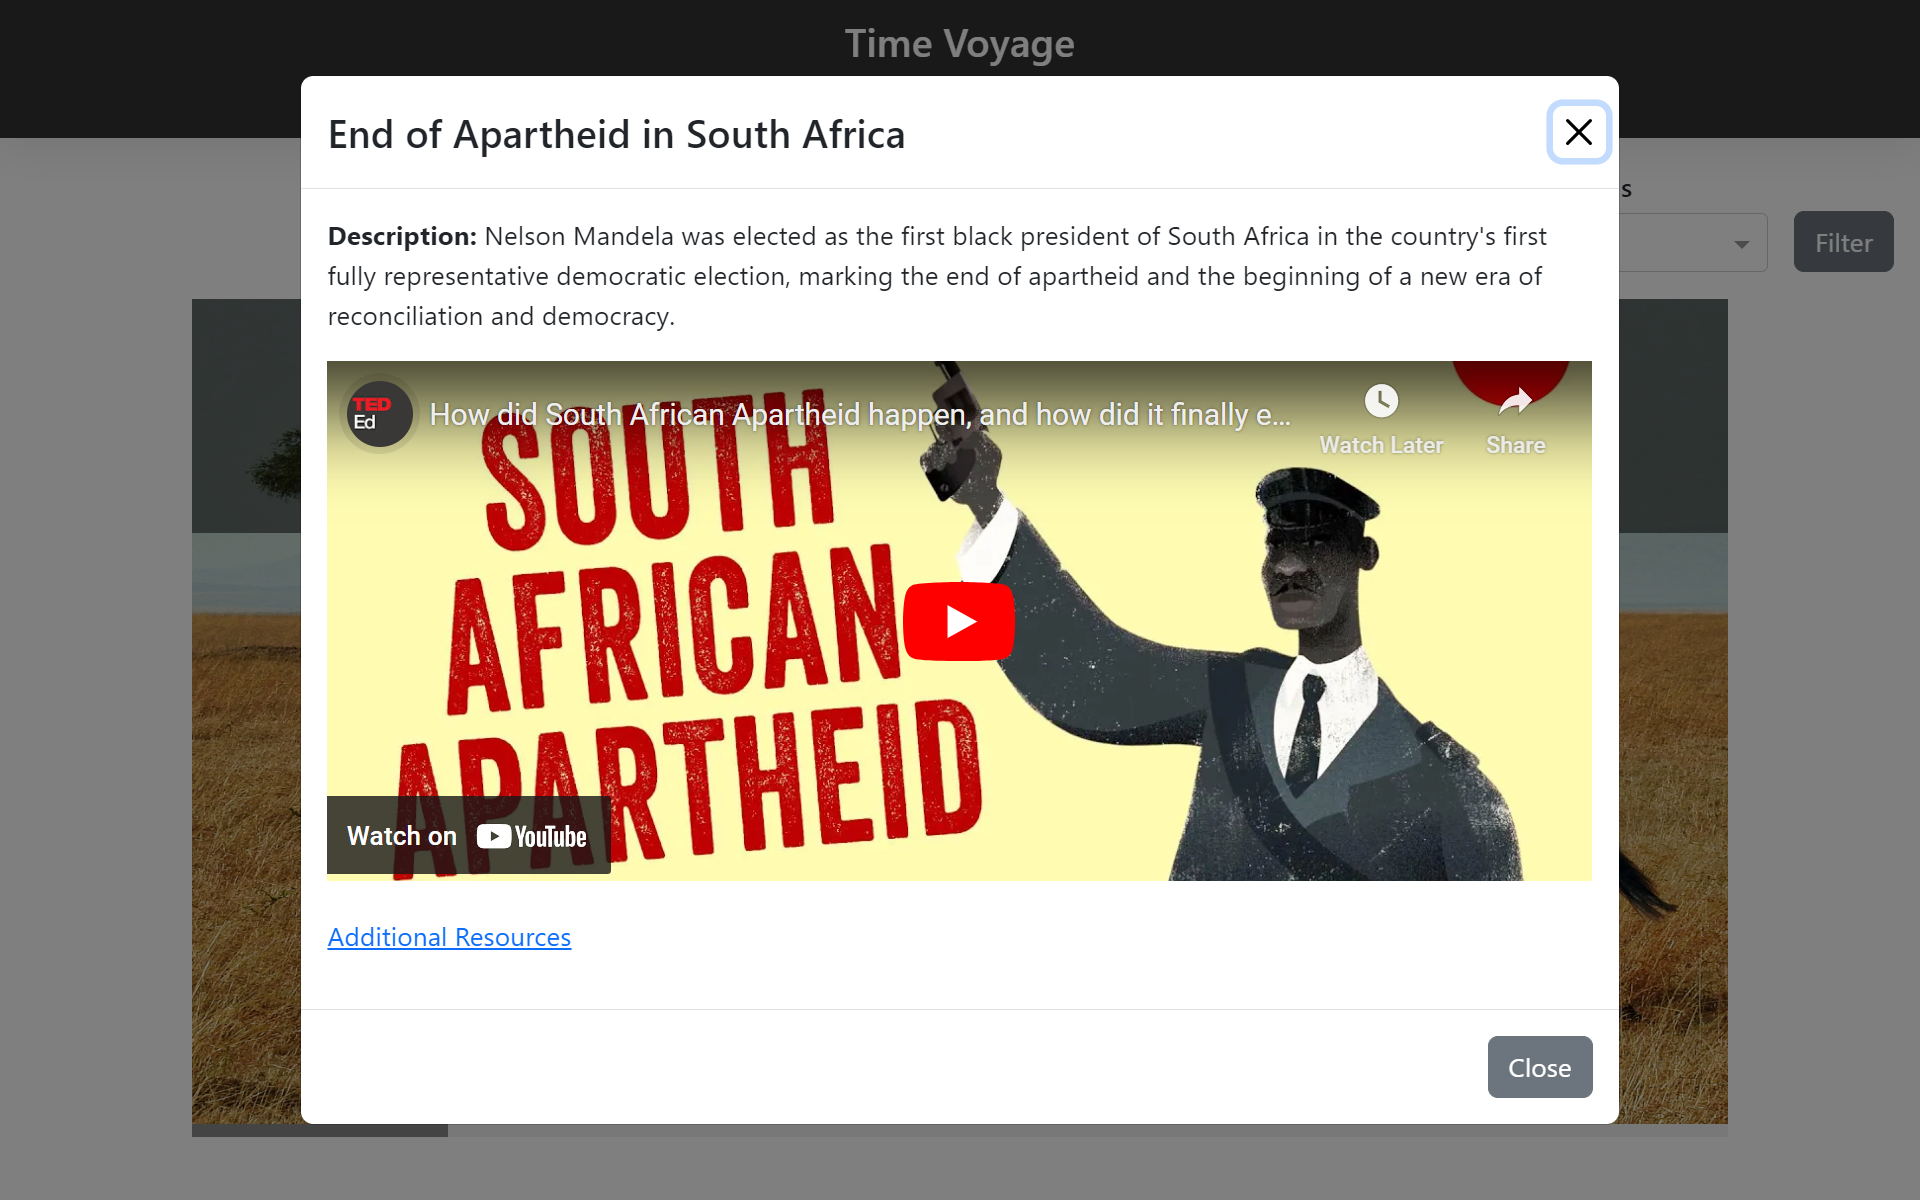 Time Voyage
End of Apartheid in South Africa
s
Filter
Description: Nelson Mandela was elected as the first black president of South Africa in the country's first
fully representative democratic election, marking the end of apartheid and the beginning of a new era of
reconciliation and democracy.
TED
Ed
How did South African Apartheid happen, and how did it finally e...
Watch Later
Share
SOUTH
AFRICAN
APARTHEID
Watch on YouTube
Additional Resources
Close